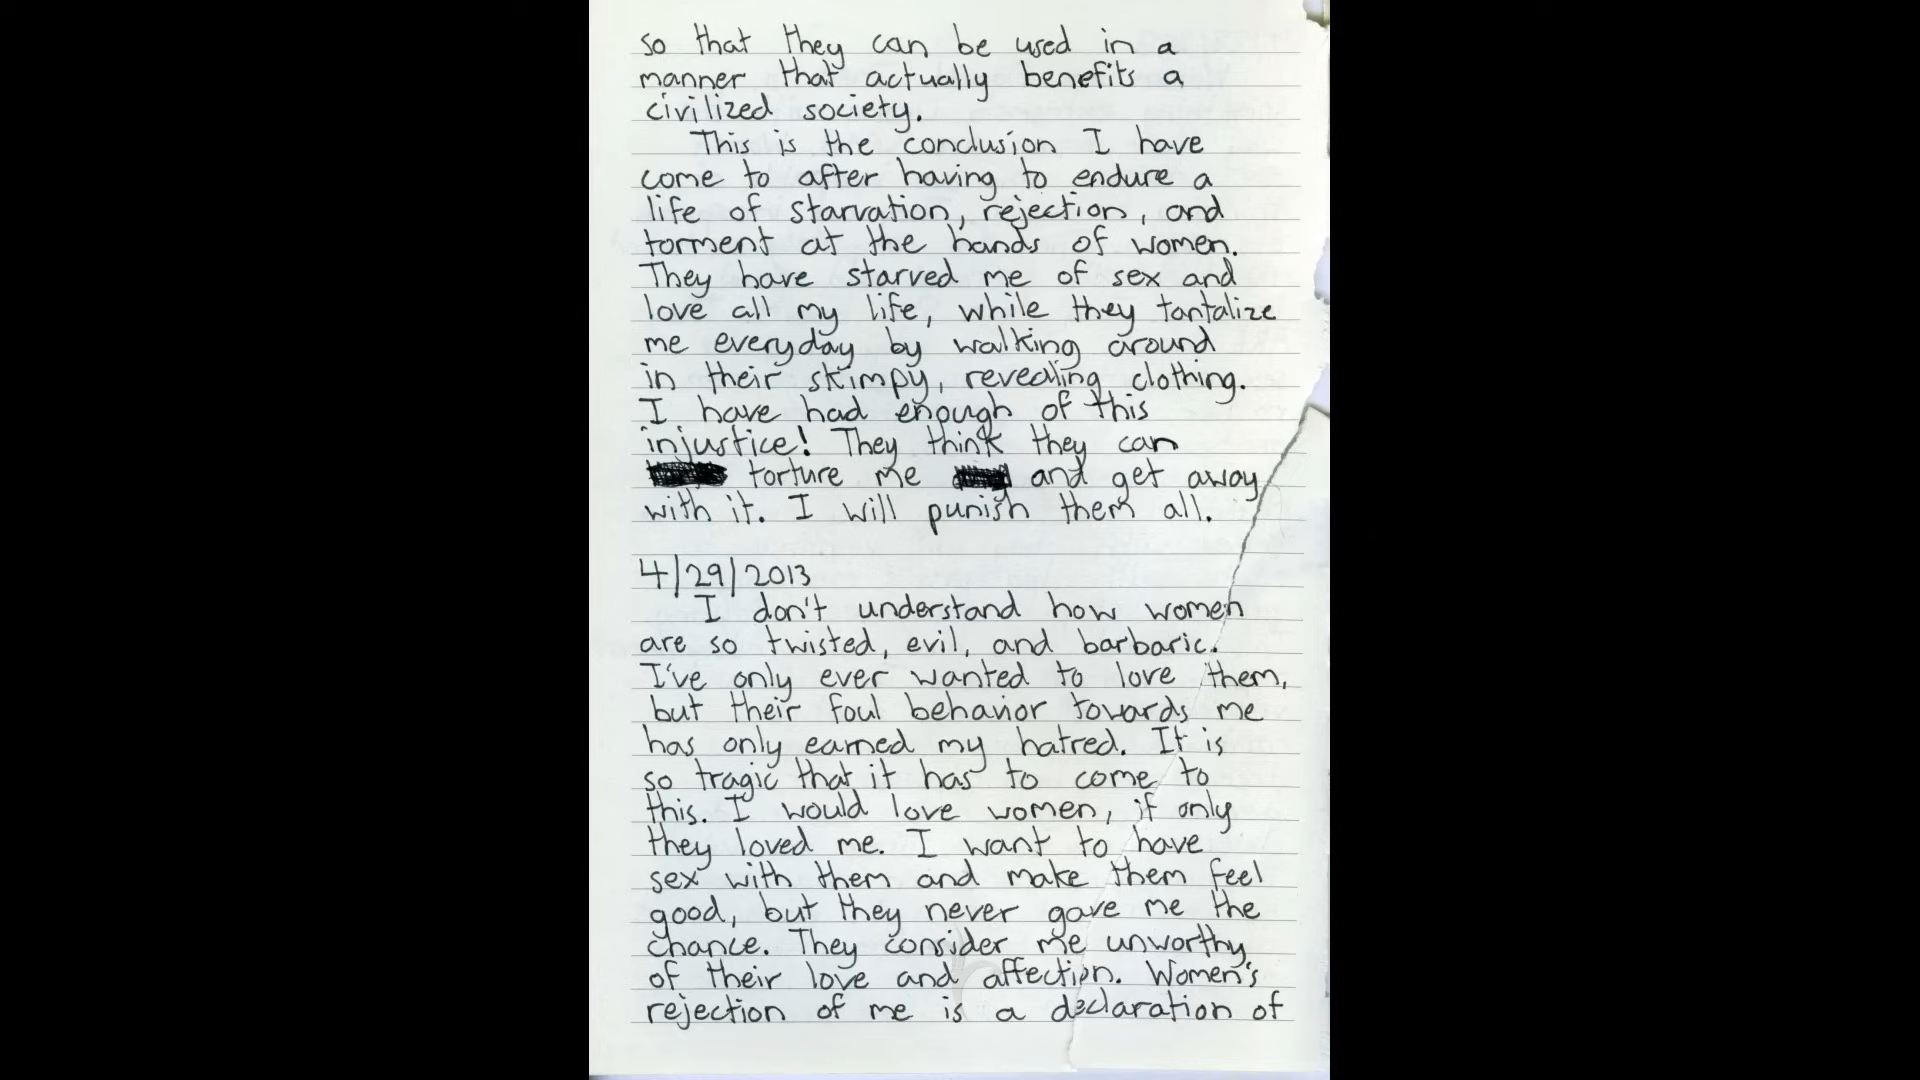 so that they can be used in a
manner that actually benefits a
civilized society.
This is the conclusion I have
come to after having to endure a
life of starvation, rejection, and
torment at the hands of women.
They have starved me of sex and
love all my life, while they tantalize
me everyday by walking around
in their skimpy, revealing clothing.
I have had enough of this
injustice! They think they can
torture me and get away
with it. I will punish them all.
4/29/2013
I don't understand how women
are so twisted, evil, and barbaric.
I've only ever wanted to love them,
but their foul behavior towards me
has only earned my hatred. It is
so tragic that it has to come to
this. I would love women, if only
they loved me. I want to have
sex with them and make them feel
good, but they never gave me the
chance. They consider me unworthy
of their love and affection. Women's
rejection of me is a declaration of